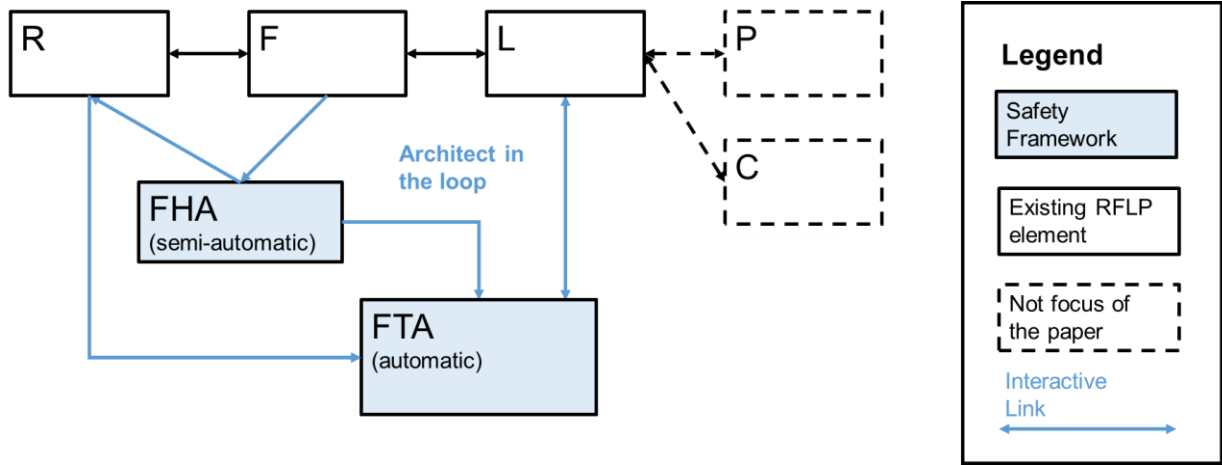 R
F
L
P
C
Architect in
the loop
FHA
(semi-automatic)
FTA
(automatic)
Legend
Safety
Framework
Existing RFLP
element
Not focus of
the paper
Interactive
Link